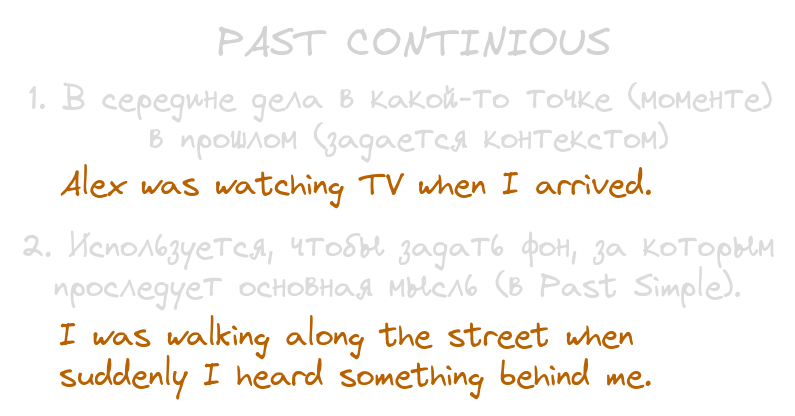 PAST CONTINIOUS
1. В середине дела в какой-то точке (моменте)
в прошлом (задается контекстом)
Alex was watching TV when I arrived.
2. Используется, чтобы задать фон, за которым
проследует основная мысль (в Past Simple).
I was walking along the street when
suddenly I heard something behind me.